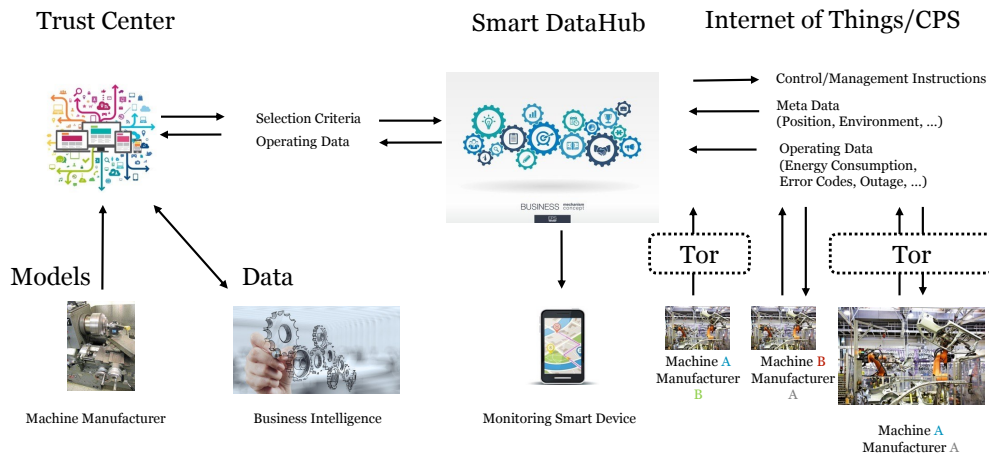 Trust Center
Smart DataHub
Internet of Things/CPS
Selection Criteria
Operating Data
Control/Management Instructions
Meta Data
(Position, Environment, ...)
Operating Data
(Energy Consumption,
Error Codes, Outage, ...)
BUSINESS mechanism
concept
Tor
Tor
Models
Data
Machine Manufacturer
Business Intelligence
Monitoring Smart Device
Machine A
Manufacturer
B
Machine B
Manufacturer
A
Machine A
Manufacturer A